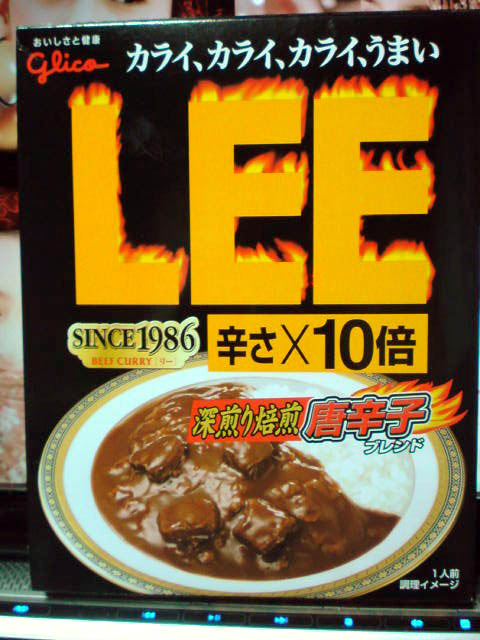 おいしさと健康
Glico
カライ、カライ、カライ、うまい
LEE
SINCE1986
BEEF CURRY [リー]
辛さ×10倍
深煎り焙煎
唐辛子
ブレンド
1人前
調理イメージ